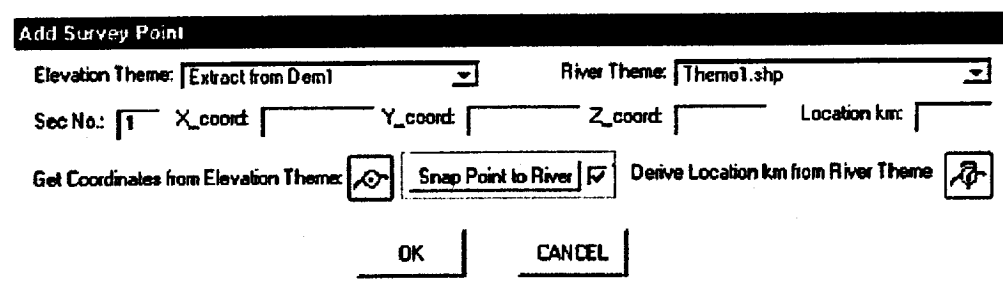 Add Survey Point
Elevation Theme: Extract from Dem1 River Theme: Theme1.shp
Sec No.: 1 X_coord: Y_coord: Z_coord: Location km:
Get Coordinates from Elevation Theme: Snap Point to River Derive Location km from River Theme
OK CANCEL